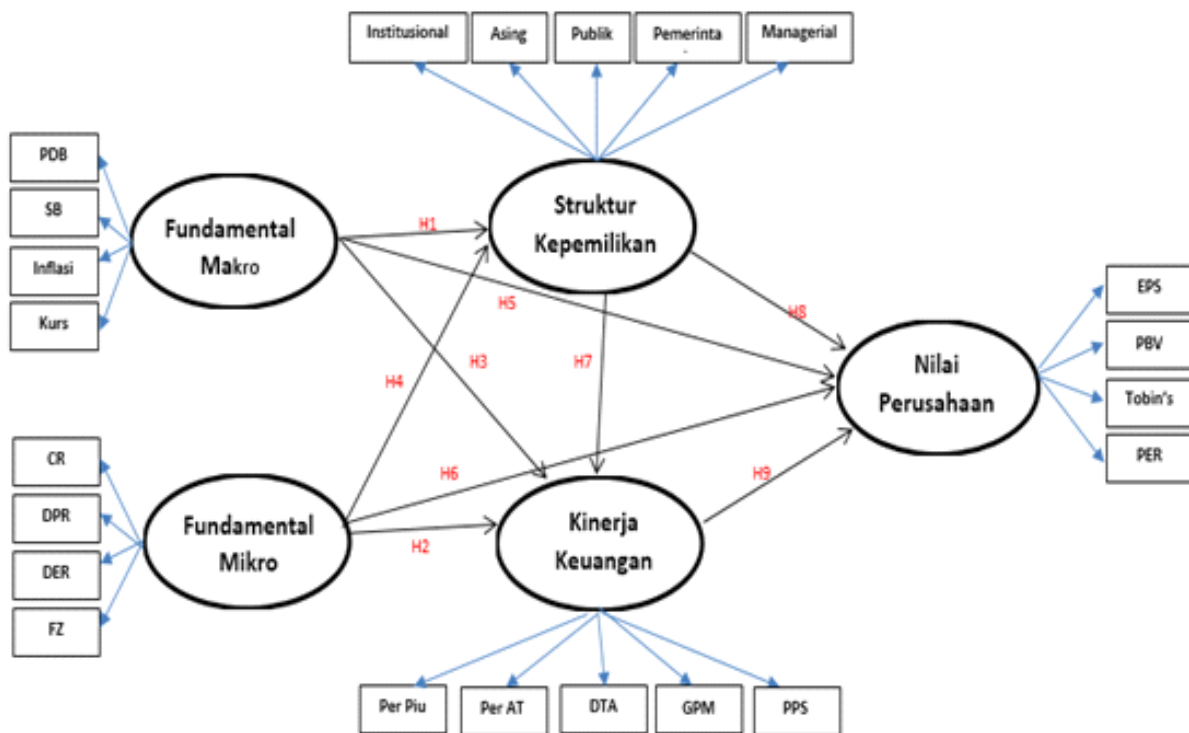 Institusional
Asing
Publik
Pemerinta
.
Managerial
PDB
SB
Inflasi
Kurs
Fundamental
Makro
H1
Struktur
Kepemilikan
H5
H8
H3
H4
H7
Nilai
Perusahaan
EPS
PBV
Tobin's
PER
CR
DPR
DER
FZ
Fundamental
Mikro
H6
H2
H9
Kinerja
Keuangan
Per Piu
Per AT
DTA
GPM
PPS